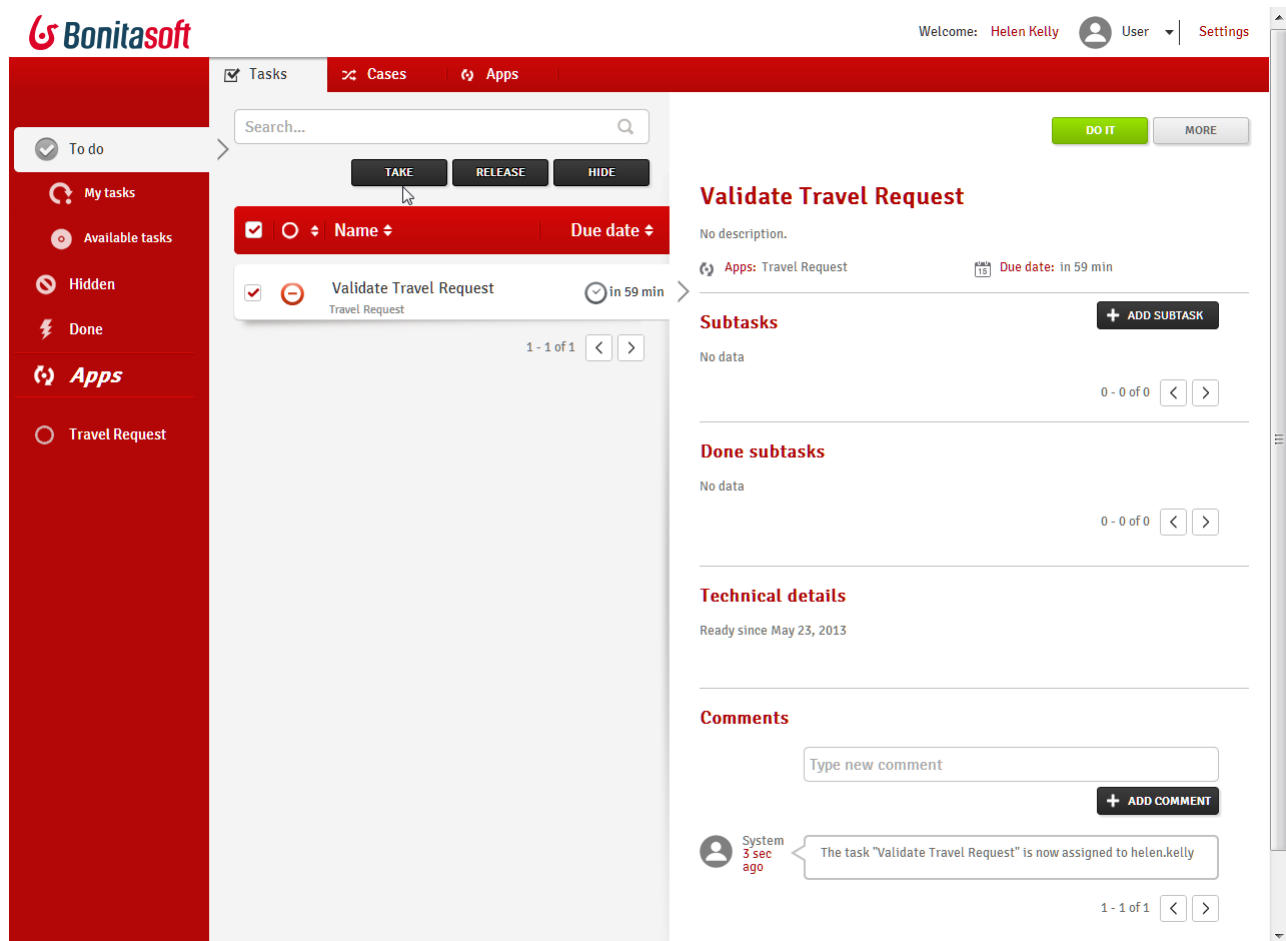 Bonitasoft
Welcome: Helen Kelly User Settings
Tasks Cases Apps
To do
My tasks
Available tasks
Hidden
Done
Apps
Travel Request
Search...
TAKE RELEASE HIDE
Name Due date
Validate Travel Request in 59 min
Travel Request
1 - 1 of 1
DO IT MORE
Validate Travel Request
No description.
Apps: Travel Request 15 Due date: in 59 min
Subtasks
ADD SUBTASK
No data
0 - 0 of 0
Done subtasks
No data
0 - 0 of 0
Technical details
Ready since May 23, 2013
Comments
Type new comment
ADD COMMENT
System
3 sec
ago
The task "Validate Travel Request" is now assigned to helen.kelly
1 - 1 of 1